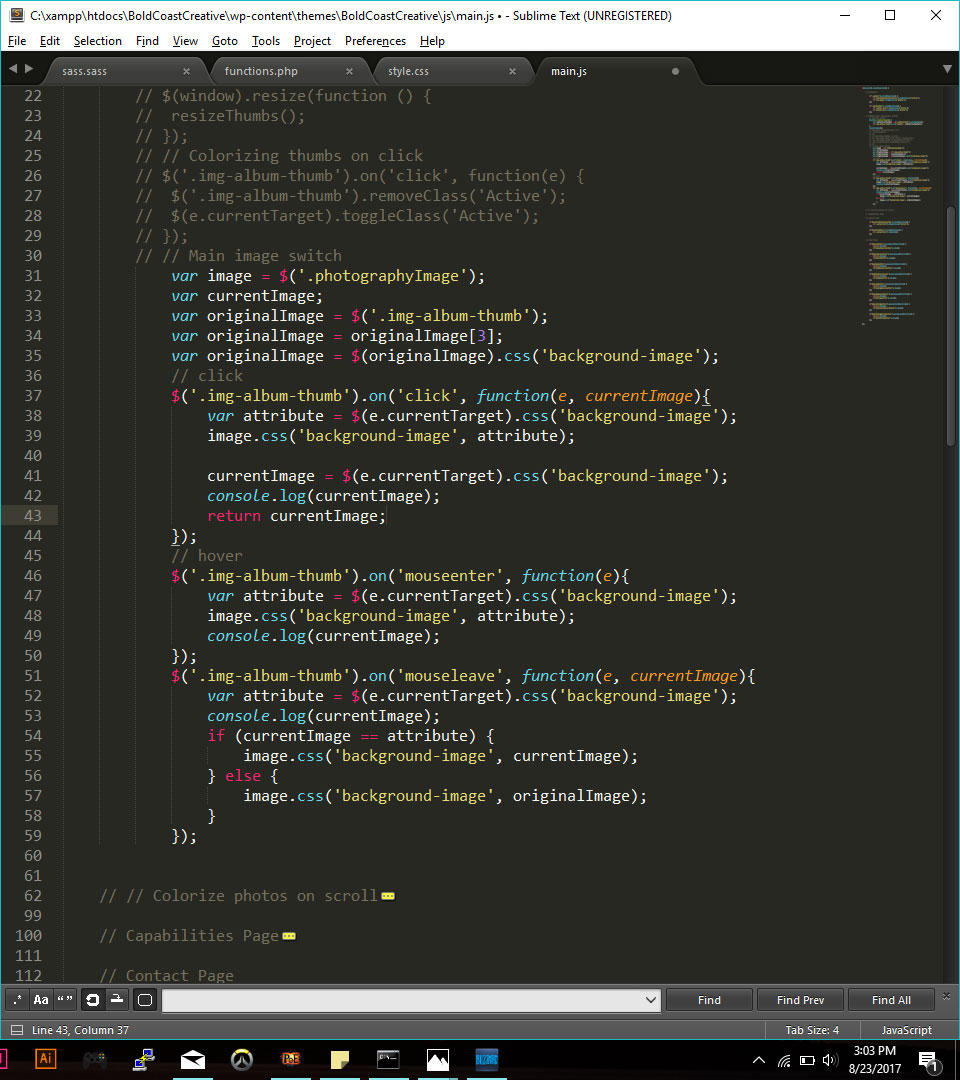 C:\xampp\htdocs\BoldCoastCreative\wp-content\themes\BoldCoastCreative\js\main.js • - Sublime Text (UNREGISTERED)
File Edit Selection Find View Goto Tools Project Preferences Help
sass.sass × functions.php × style.css × main.js
22 // $(window).resize(function () {
23 //  resizeThumbs();
24 // });
25 // // Colorizing thumbs on click
26 // $('.img-album-thumb').on('click', function(e) {
27 //  $('.img-album-thumb').removeClass('Active');
28 //  $(e.currentTarget).toggleClass('Active');
29 // });
30 // // Main image switch
31 var image = $('.photographyImage');
32 var currentImage;
33 var originalImage = $('.img-album-thumb');
34 var originalImage = originalImage[3];
35 var originalImage = $(originalImage).css('background-image');
36 // click
37 $('.img-album-thumb').on('click', function(e, currentImage){
38 var attribute = $(e.currentTarget).css('background-image');
39 image.css('background-image', attribute);
40
41 currentImage = $(e.currentTarget).css('background-image');
42 console.log(currentImage);
43 return currentImage;
44 });
45 // hover
46 $('.img-album-thumb').on('mouseenter', function(e){
47 var attribute = $(e.currentTarget).css('background-image');
48 image.css('background-image', attribute);
49 console.log(currentImage);
50 });
51 $('.img-album-thumb').on('mouseleave', function(e, currentImage){
52 var attribute = $(e.currentTarget).css('background-image');
53 console.log(currentImage);
54 if (currentImage == attribute) {
55 image.css('background-image', currentImage);
56 } else {
57 image.css('background-image', originalImage);
58 }
59 });
60
61
62 // // Colorize photos on scroll
99
100 // Capabilities Page
111
112 // Contact Page
.* Aa “ ” Find Find Prev Find All
Line 43, Column 37 Tab Size: 4 JavaScript
Ai PoE 3:03 PM
8/23/2017 1